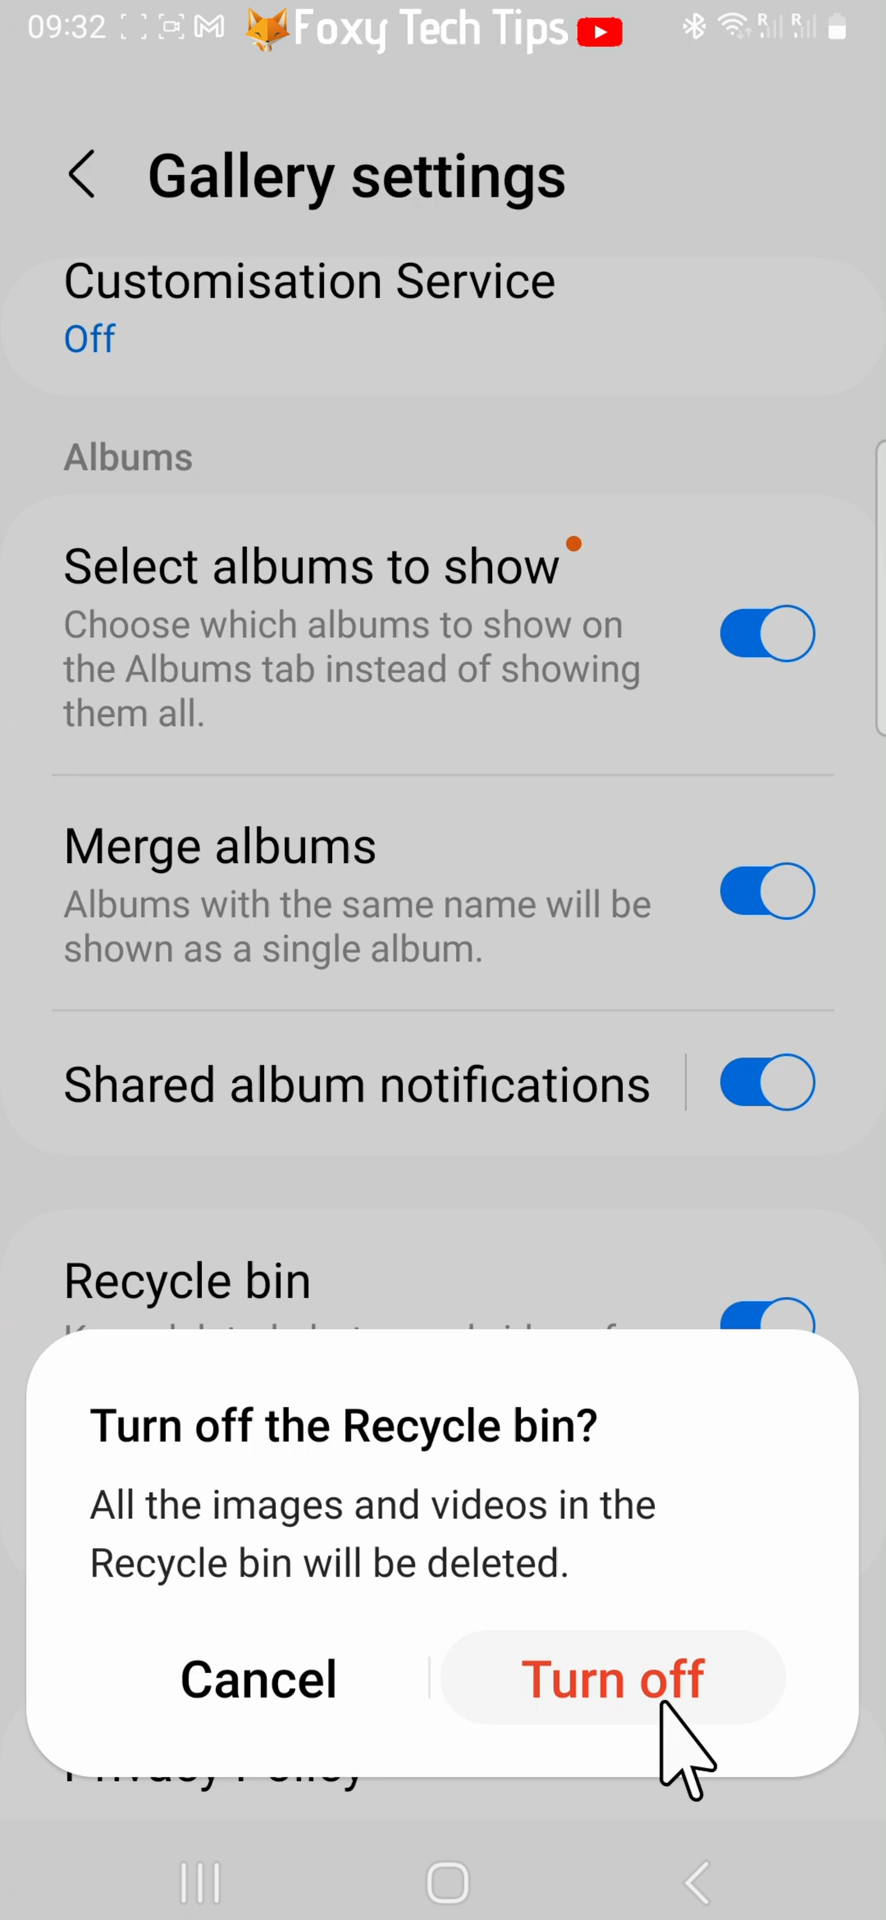 09:32 Foxy Tech Tips
Gallery settings
Customisation Service
Off
Albums
Select albums to show
Choose which albums to show on
the Albums tab instead of showing
them all.
Merge albums
Albums with the same name will be
shown as a single album.
Shared album notifications
Recycle bin
Turn off the Recycle bin?
All the images and videos in the
Recycle bin will be deleted.
Cancel
Turn off
Privacy Policy